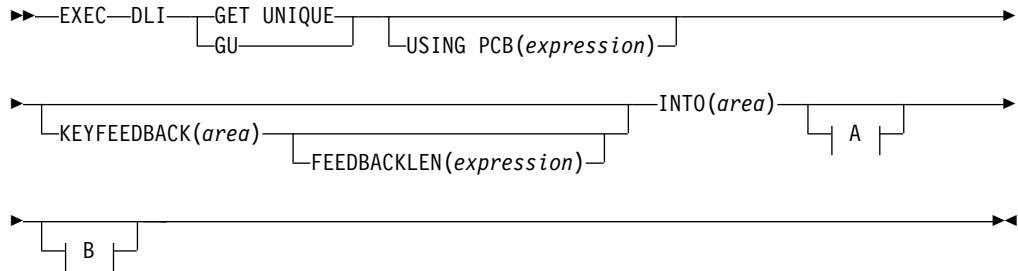 EXEC DLI GET UNIQUE
GU USING PCB(expression)
INTO(area)
KEYFEEDBACK(area) A
FEEDBACKLEN(expression)
B